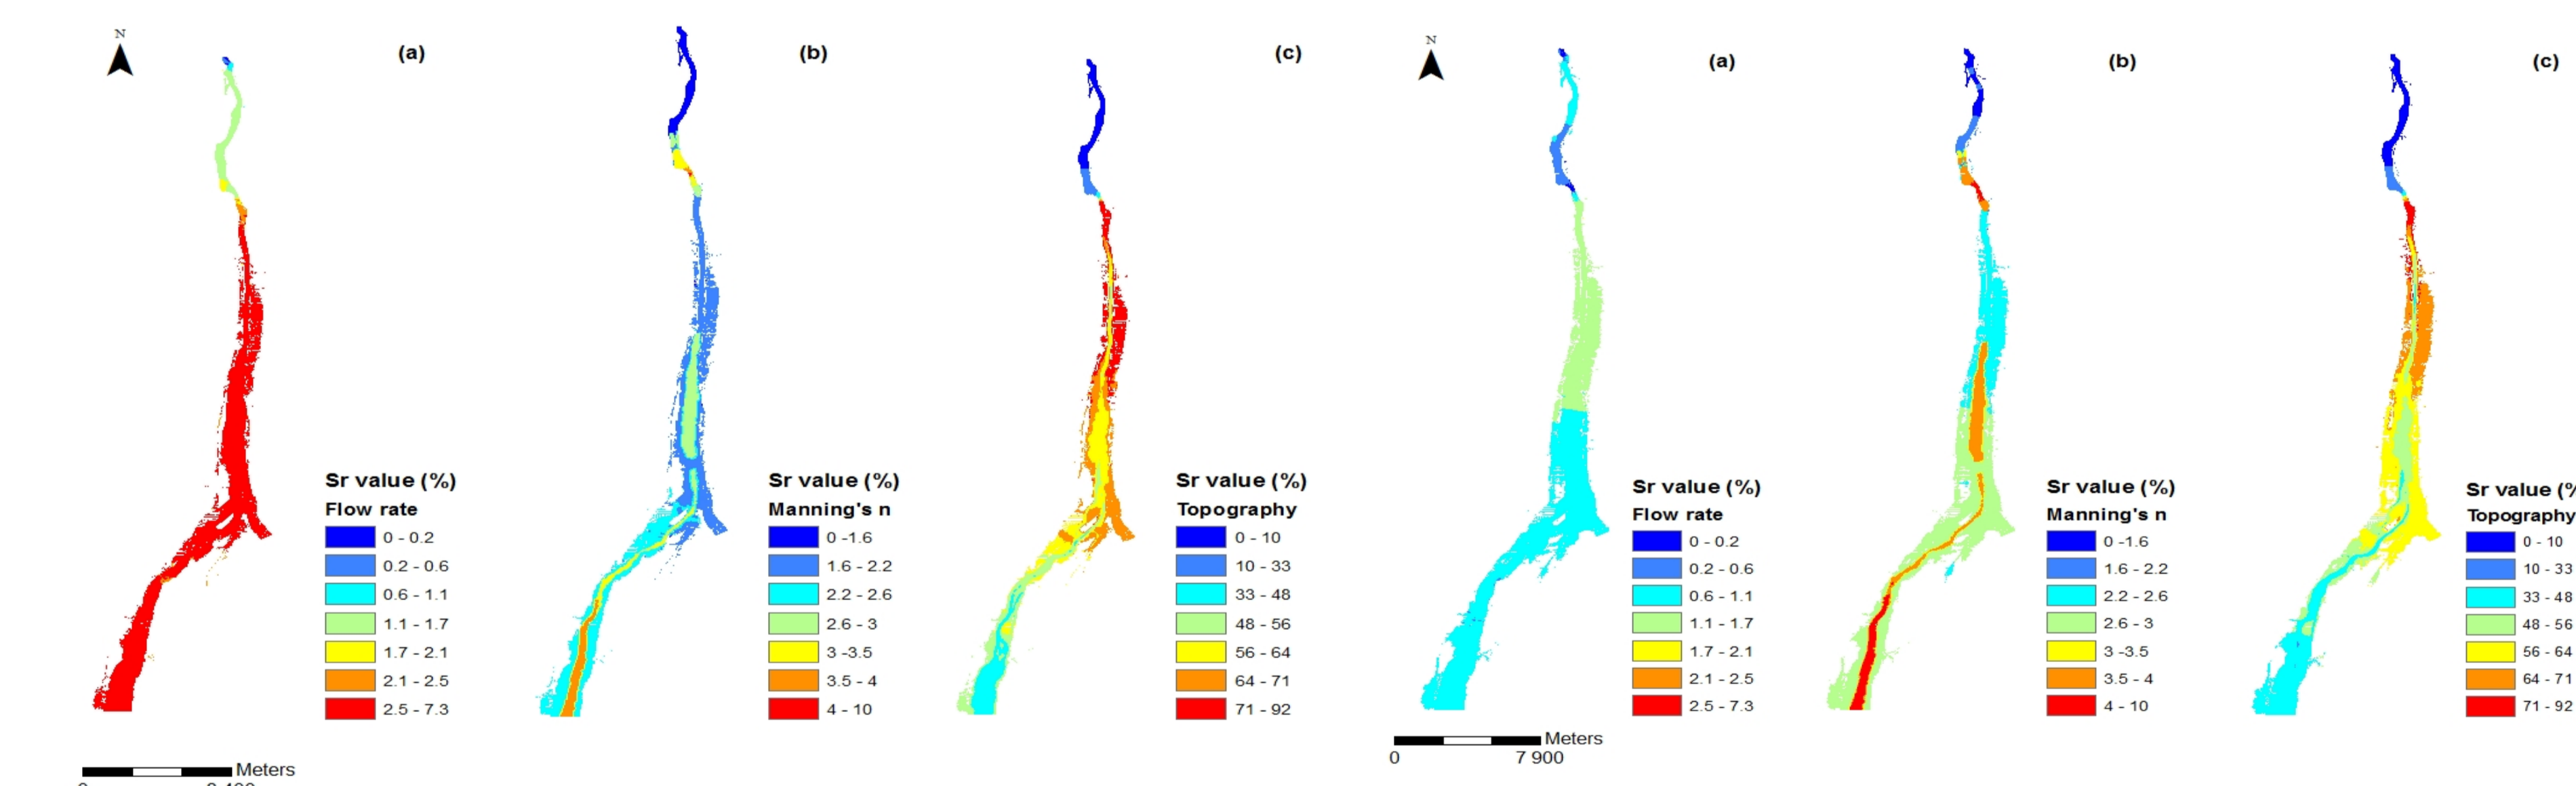 N
(a)
Sr value (%)
Flow rate
0 - 0.2
0.2 - 0.6
0.6 - 1.1
1.1 - 1.7
1.7 - 2.1
2.1 - 2.5
2.5 - 7.3
Meters
(b)
Sr value (%)
Manning's n
0 -1.6
1.6 - 2.2
2.2 - 2.6
2.6 - 3
3 -3.5
3.5 - 4
4 - 10
(c)
Sr value (%)
Topography
0 - 10
10 - 33
33 - 48
48 - 56
56 - 64
64 - 71
71 - 92
N
(a)
Sr value (%)
Flow rate
0 - 0.2
0.2 - 0.6
0.6 - 1.1
1.1 - 1.7
1.7 - 2.1
2.1 - 2.5
2.5 - 7.3
Meters
0 7 900
(b)
Sr value (%)
Manning's n
0 -1.6
1.6 - 2.2
2.2 - 2.6
2.6 - 3
3 -3.5
3.5 - 4
4 - 10
(c)
Sr value (%
Topography
0 - 10
10 - 33
33 - 48
48 - 56
56 - 64
64 - 71
71 - 92